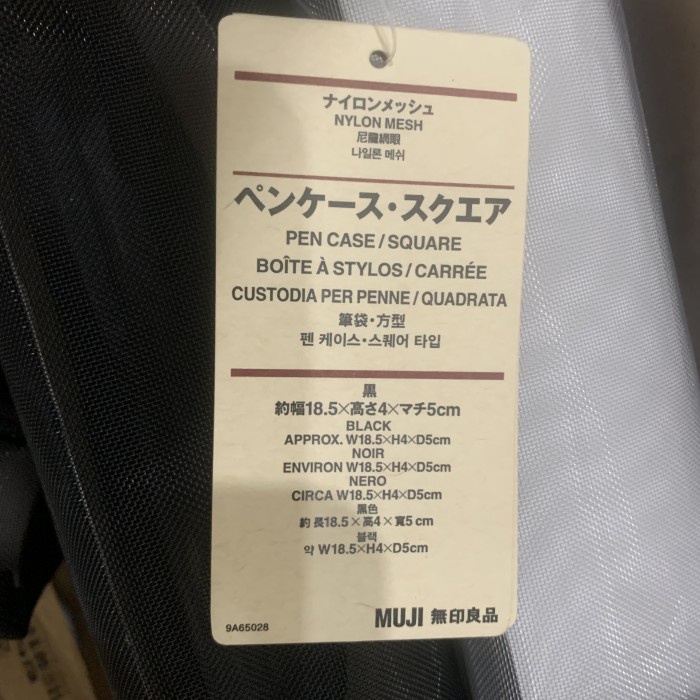 ナイロンメッシュ
NYLON MESH
尼龍網眼
나일론 메쉬
ペンケース・スクエア
PEN CASE/SQUARE
BOÎTE À STYLOS/CARRÉE
CUSTODIA PER PENNE/QUADRATA
筆袋・方型
펜 케이스・스퀘어 타입
黒
約幅18.5×高さ4×マチ5cm
BLACK
APPROX. W18.5×H4×D5cm
NOIR
ENVIRON W18.5×H4×D5cm
NERO
CIRCA W18.5×H4×D5cm
黑色
約 長18.5 × 高4 × 寬5 cm
블랙
약 W18.5×H4×D5cm
9A65028
MUJI 無印良品